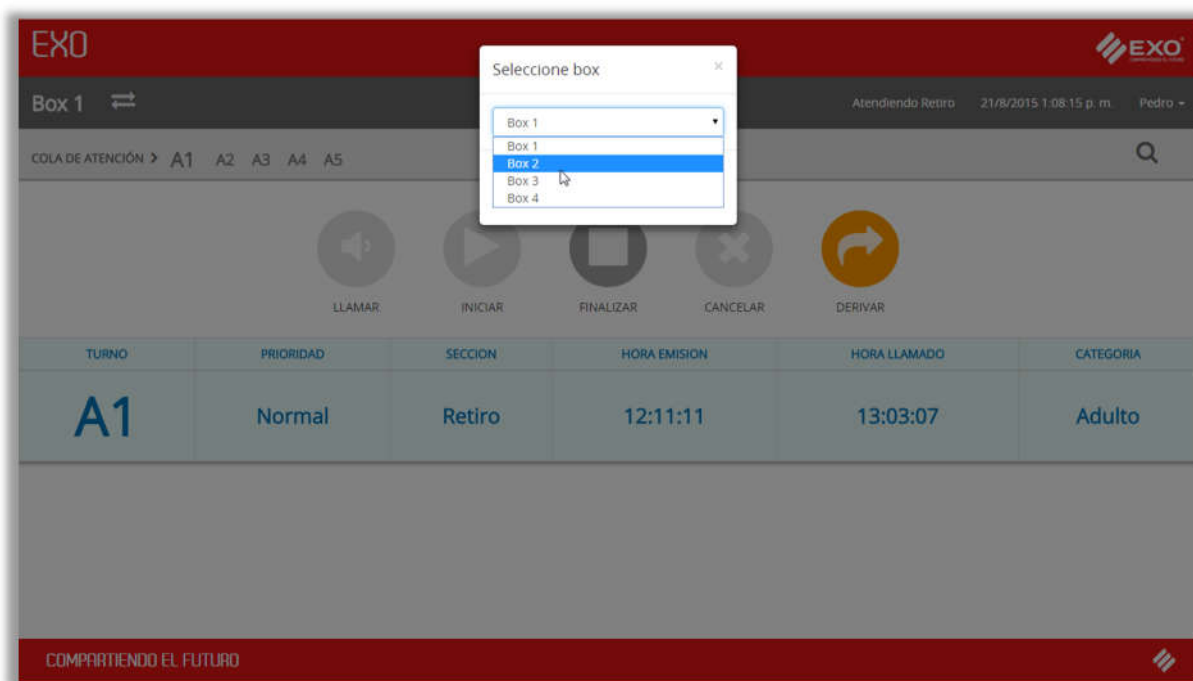 EXO
EXO
Seleccione box ×
Box 1
Atendiendo Retiro 21/8/2015 1:08:15 p. m. Pedro
Box 1
Box 1
Box 2
Box 3
Box 4
COLA DE ATENCIÓN > A1 A2 A3 A4 A5
LLAMAR INICIAR FINALIZAR CANCELAR DERIVAR
TURNO PRIORIDAD SECCION HORA EMISION HORA LLAMADO CATEGORIA
A1 Normal Retiro 12:11:11 13:03:07 Adulto
COMPARTIENDO EL FUTURO